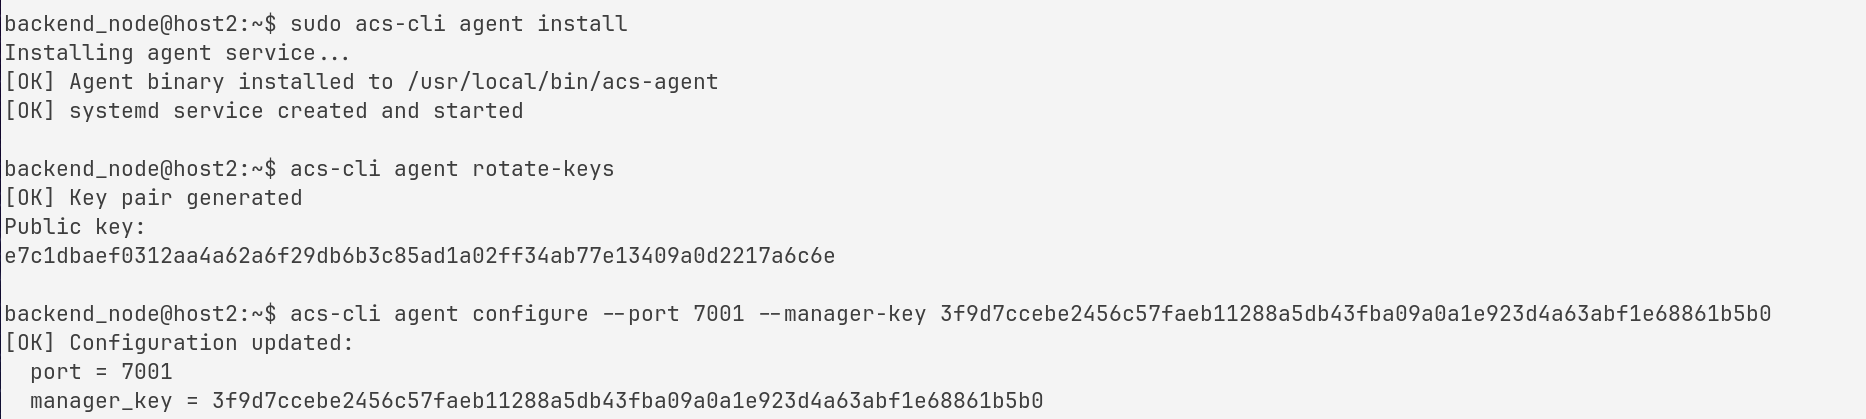 backend_node@host2:~$ sudo acs-cli agent install
Installing agent service...
[OK] Agent binary installed to /usr/local/bin/acs-agent
[OK] systemd service created and started
backend_node@host2:~$ acs-cli agent rotate-keys
[OK] Key pair generated
Public key:
e7c1dbaef0312aa4a62a6f29db6b3c85ad1a02ff34ab77e13409a0d2217a6c6e
backend_node@host2:~$ acs-cli agent configure --port 7001 --manager-key 3f9d7ccebe2456c57faeb11288a5db43fba09a0a1e923d4a63abf1e68861b5b0
[OK] Configuration updated:
port = 7001
manager_key = 3f9d7ccebe2456c57faeb11288a5db43fba09a0a1e923d4a63abf1e68861b5b0